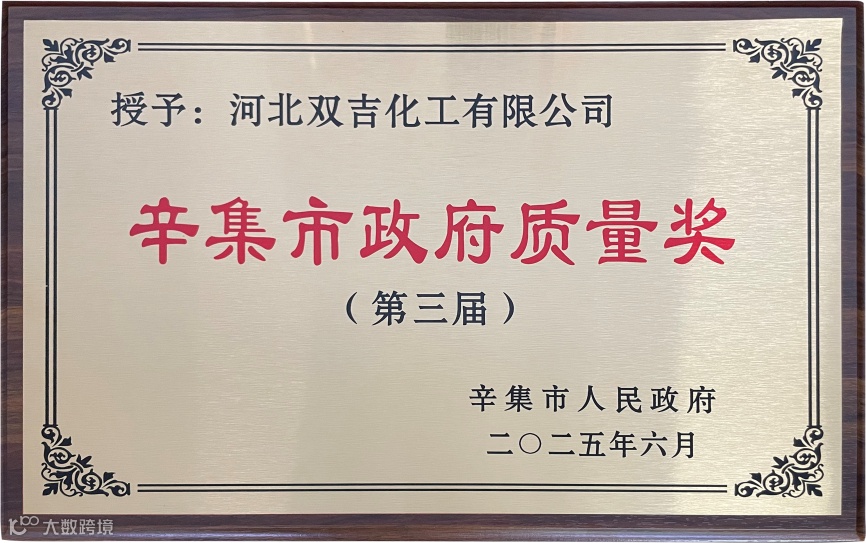 授予：河北双吉化工有限公司
辛集市政府质量奖
（第三届）
辛集市人民政府
二〇二五年六月
大数跨境